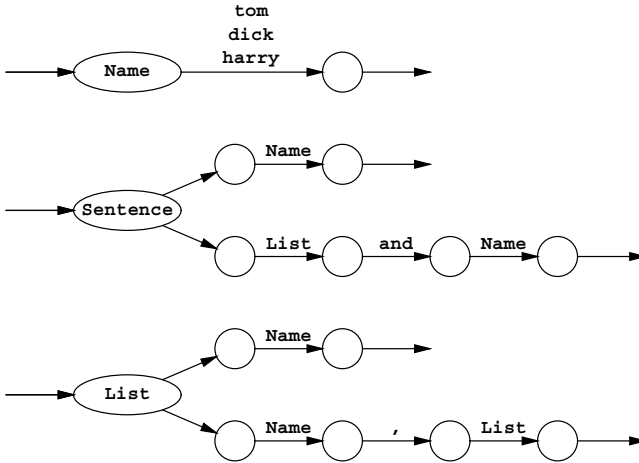 tom
dick
harry
Name
Name
Sentence
List and Name
Name
List
Name , List